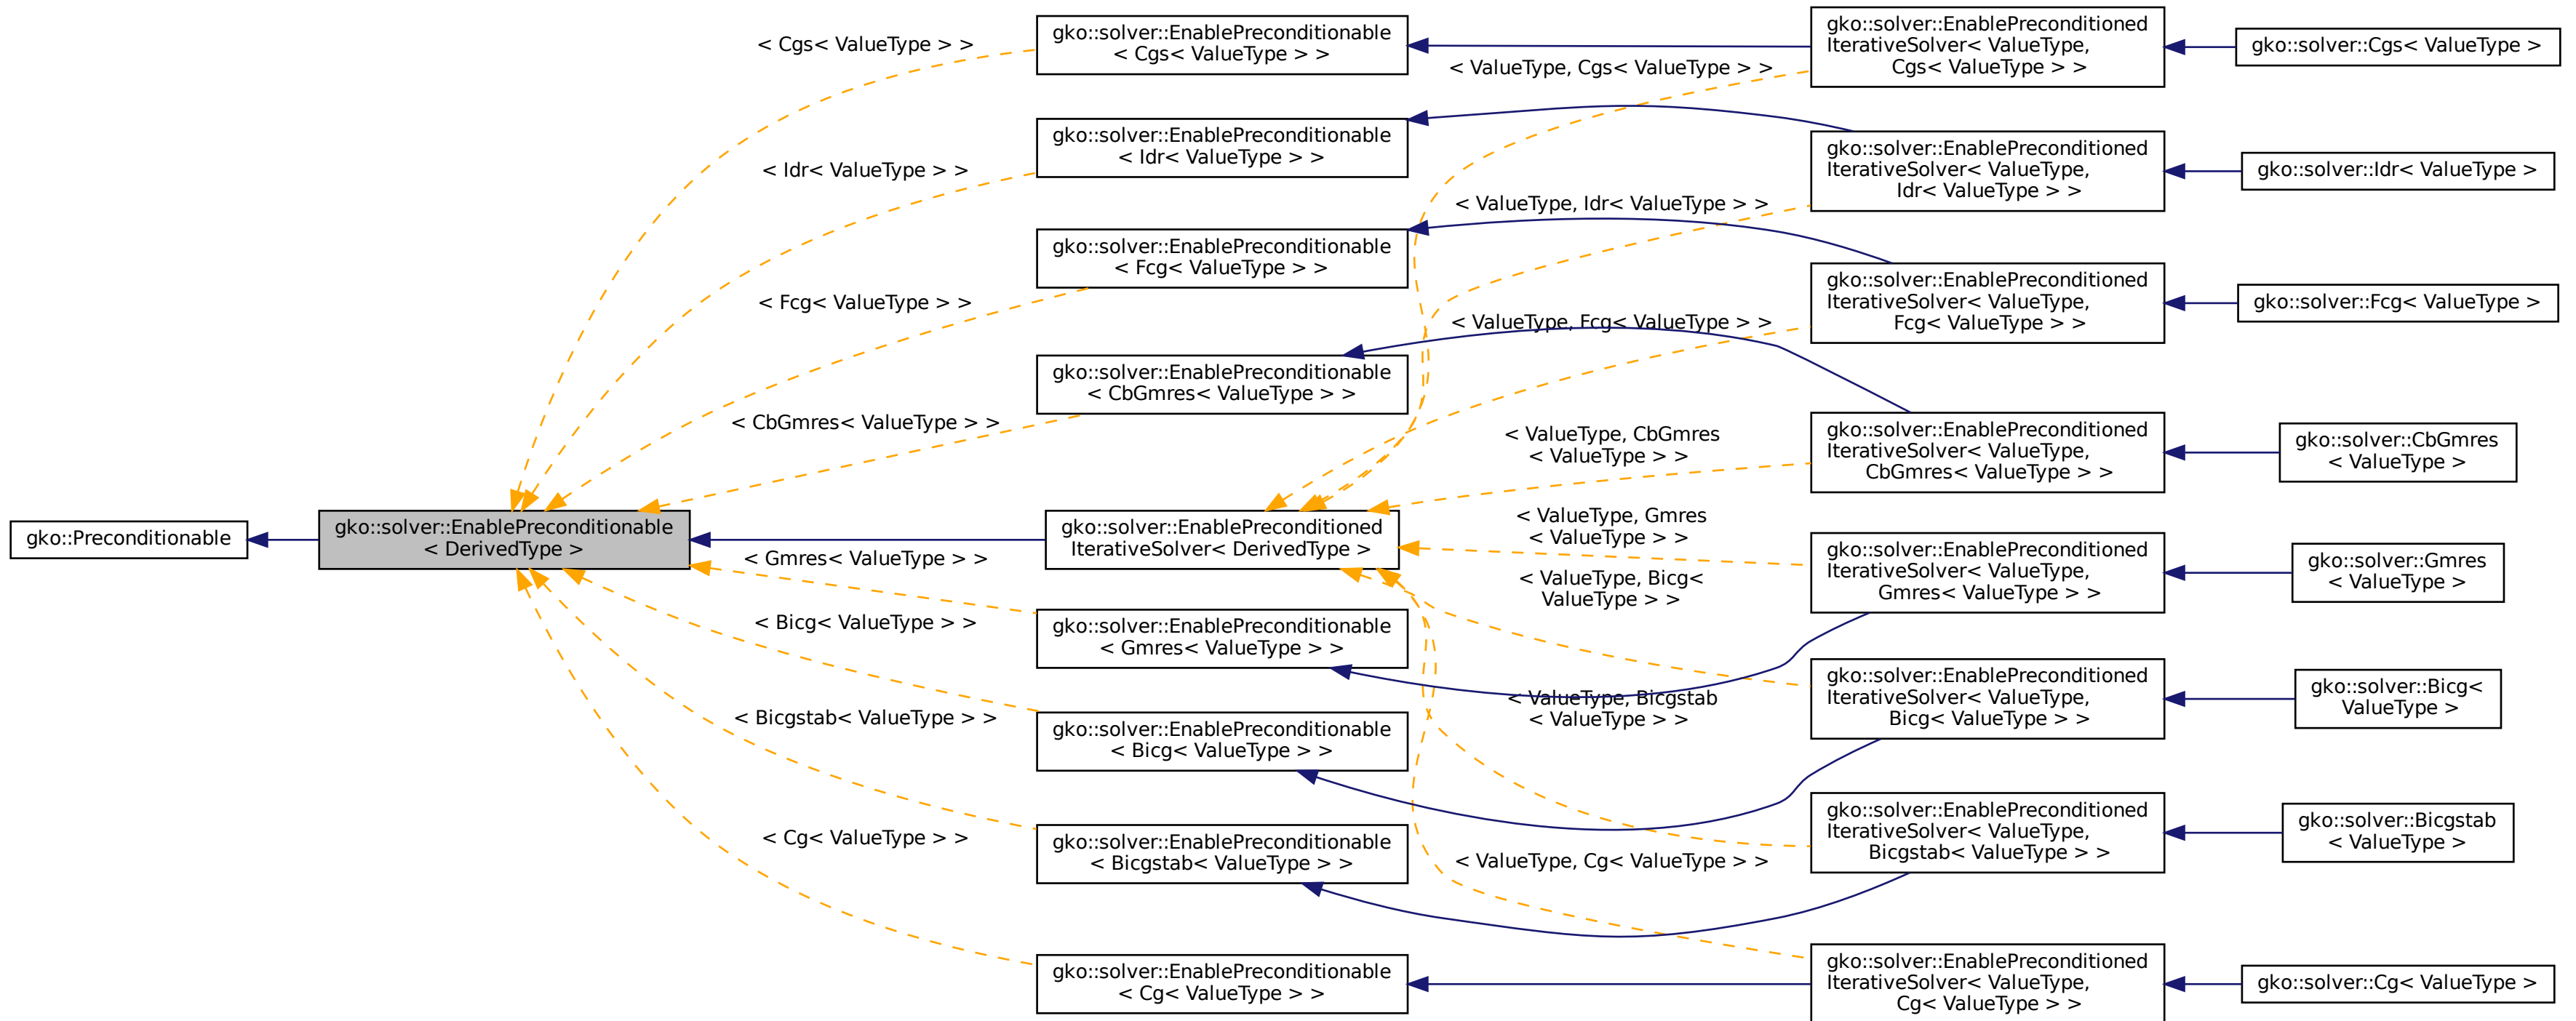 gko::Preconditionable
gko::solver::EnablePreconditionable
< DerivedType >
< Cgs< ValueType > >
< Idr< ValueType > >
< Fcg< ValueType > >
< CbGmres< ValueType > >
< Gmres< ValueType > >
< Bicg< ValueType > >
< Bicgstab< ValueType > >
< Cg< ValueType > >
gko::solver::EnablePreconditionable
< Cgs< ValueType > >
gko::solver::EnablePreconditionable
< Idr< ValueType > >
gko::solver::EnablePreconditionable
< Fcg< ValueType > >
gko::solver::EnablePreconditionable
< CbGmres< ValueType > >
gko::solver::EnablePreconditioned
IterativeSolver< DerivedType >
gko::solver::EnablePreconditionable
< Gmres< ValueType > >
gko::solver::EnablePreconditionable
< Bicg< ValueType > >
gko::solver::EnablePreconditionable
< Bicgstab< ValueType > >
gko::solver::EnablePreconditionable
< Cg< ValueType > >
< ValueType, Cgs< ValueType > >
< ValueType, Idr< ValueType > >
< ValueType, Fcg< ValueType > >
< ValueType, CbGmres
< ValueType > >
< ValueType, Gmres
< ValueType > >
< ValueType, Bicg<
ValueType > >
< ValueType, Bicgstab
< ValueType > >
< ValueType, Cg< ValueType > >
gko::solver::EnablePreconditioned
IterativeSolver< ValueType,
Cgs< ValueType > >
gko::solver::EnablePreconditioned
IterativeSolver< ValueType,
Idr< ValueType > >
gko::solver::EnablePreconditioned
IterativeSolver< ValueType,
Fcg< ValueType > >
gko::solver::EnablePreconditioned
IterativeSolver< ValueType,
CbGmres< ValueType > >
gko::solver::EnablePreconditioned
IterativeSolver< ValueType,
Gmres< ValueType > >
gko::solver::EnablePreconditioned
IterativeSolver< ValueType,
Bicg< ValueType > >
gko::solver::EnablePreconditioned
IterativeSolver< ValueType,
Bicgstab< ValueType > >
gko::solver::EnablePreconditioned
IterativeSolver< ValueType,
Cg< ValueType > >
gko::solver::Cgs< ValueType >
gko::solver::Idr< ValueType >
gko::solver::Fcg< ValueType >
gko::solver::CbGmres
< ValueType >
gko::solver::Gmres
< ValueType >
gko::solver::Bicg<
ValueType >
gko::solver::Bicgstab
< ValueType >
gko::solver::Cg< ValueType >